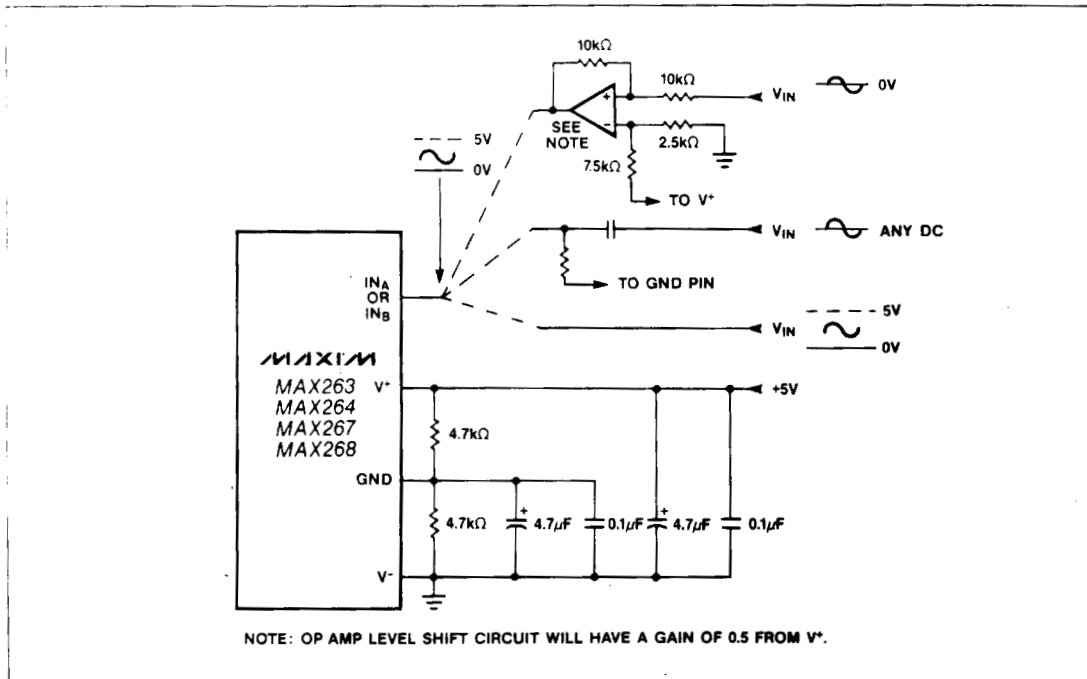 10kΩ
10kΩ
+
VIN
0V
SEE
NOTE
−
2.5kΩ
7.5kΩ
TO V+
5V
0V
VIN
ANY DC
TO GND PIN
INA
OR
INB
VIN
5V
0V
MAXIM
MAX263
MAX264
MAX267
MAX268
V+
+5V
4.7kΩ
GND
4.7kΩ
+
4.7µF
0.1µF
+
4.7µF
0.1µF
V−
NOTE: OP AMP LEVEL SHIFT CIRCUIT WILL HAVE A GAIN OF 0.5 FROM V+.